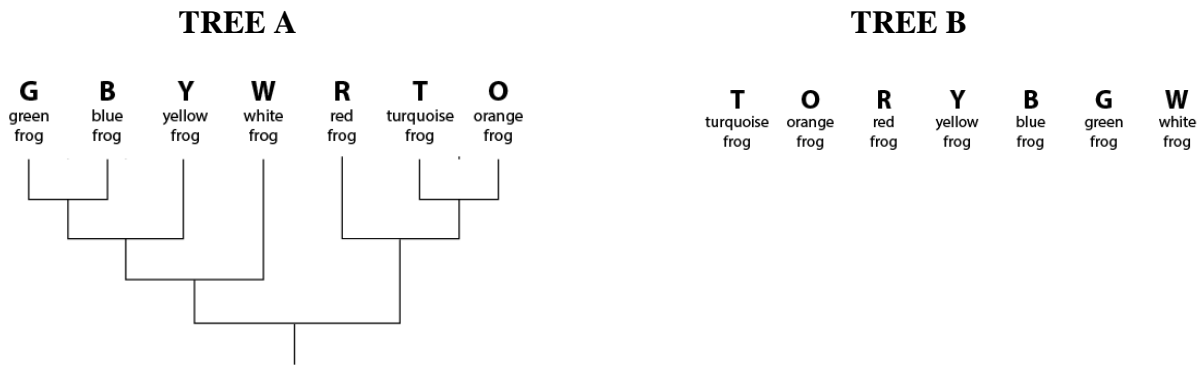 TREE A
G B Y W R T O
green blue yellow white red turquoise orange
frog frog frog frog frog frog frog
TREE B
T O R Y B G W
turquoise orange red yellow blue green white
frog frog frog frog frog frog frog